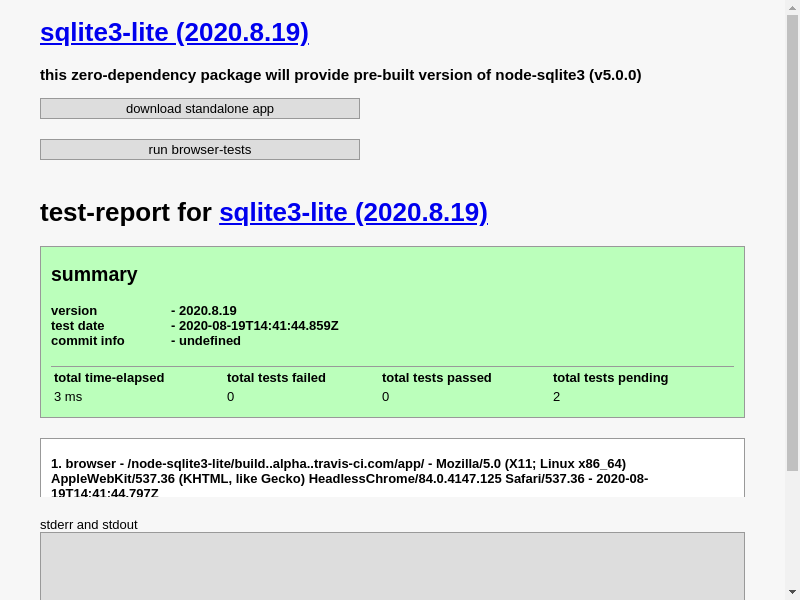 sqlite3-lite (2020.8.19)
this zero-dependency package will provide pre-built version of node-sqlite3 (v5.0.0)
download standalone app
run browser-tests
test-report for sqlite3-lite (2020.8.19)
summary
version - 2020.8.19
test date - 2020-08-19T14:41:44.859Z
commit info - undefined
total time-elapsed total tests failed total tests passed total tests pending
3 ms 0 0 2
1. browser - /node-sqlite3-lite/build..alpha..travis-ci.com/app/ - Mozilla/5.0 (X11; Linux x86_64)
AppleWebKit/537.36 (KHTML, like Gecko) HeadlessChrome/84.0.4147.125 Safari/537.36 - 2020-08-
19T14:41:44.797Z
stderr and stdout